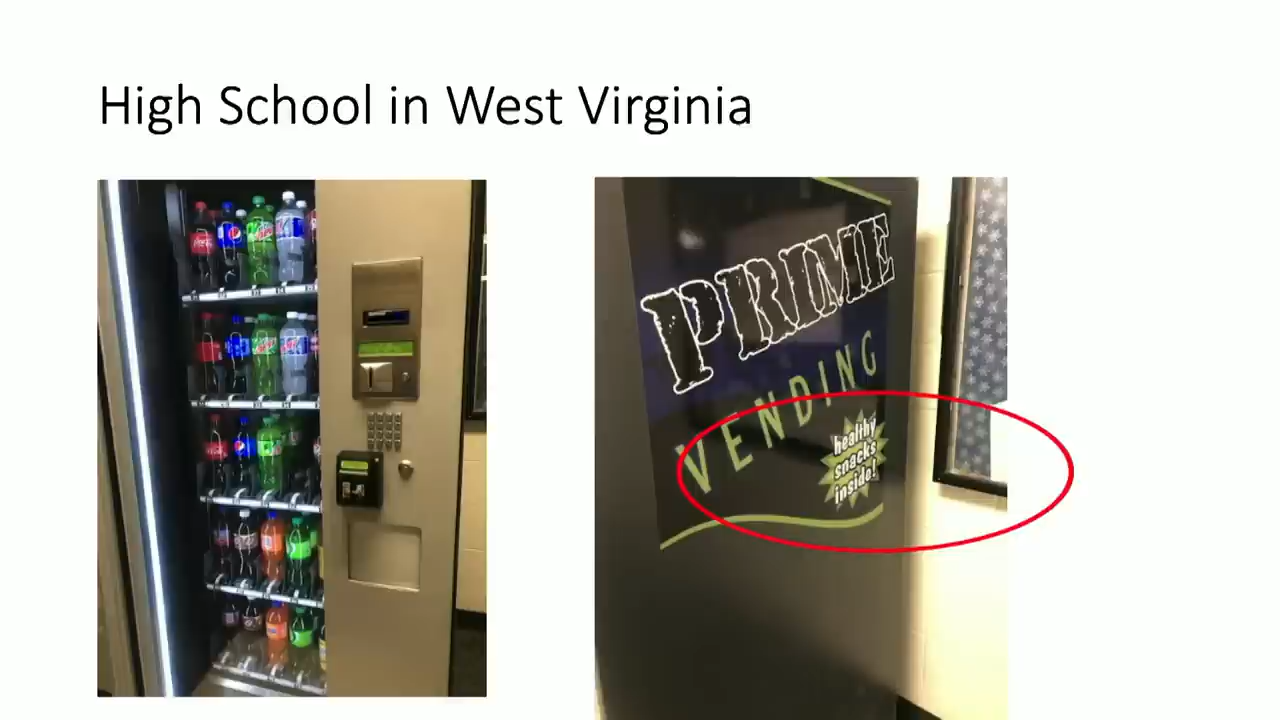 High School in West Virginia
PRIME
VENDING
healthy
snacks
inside!